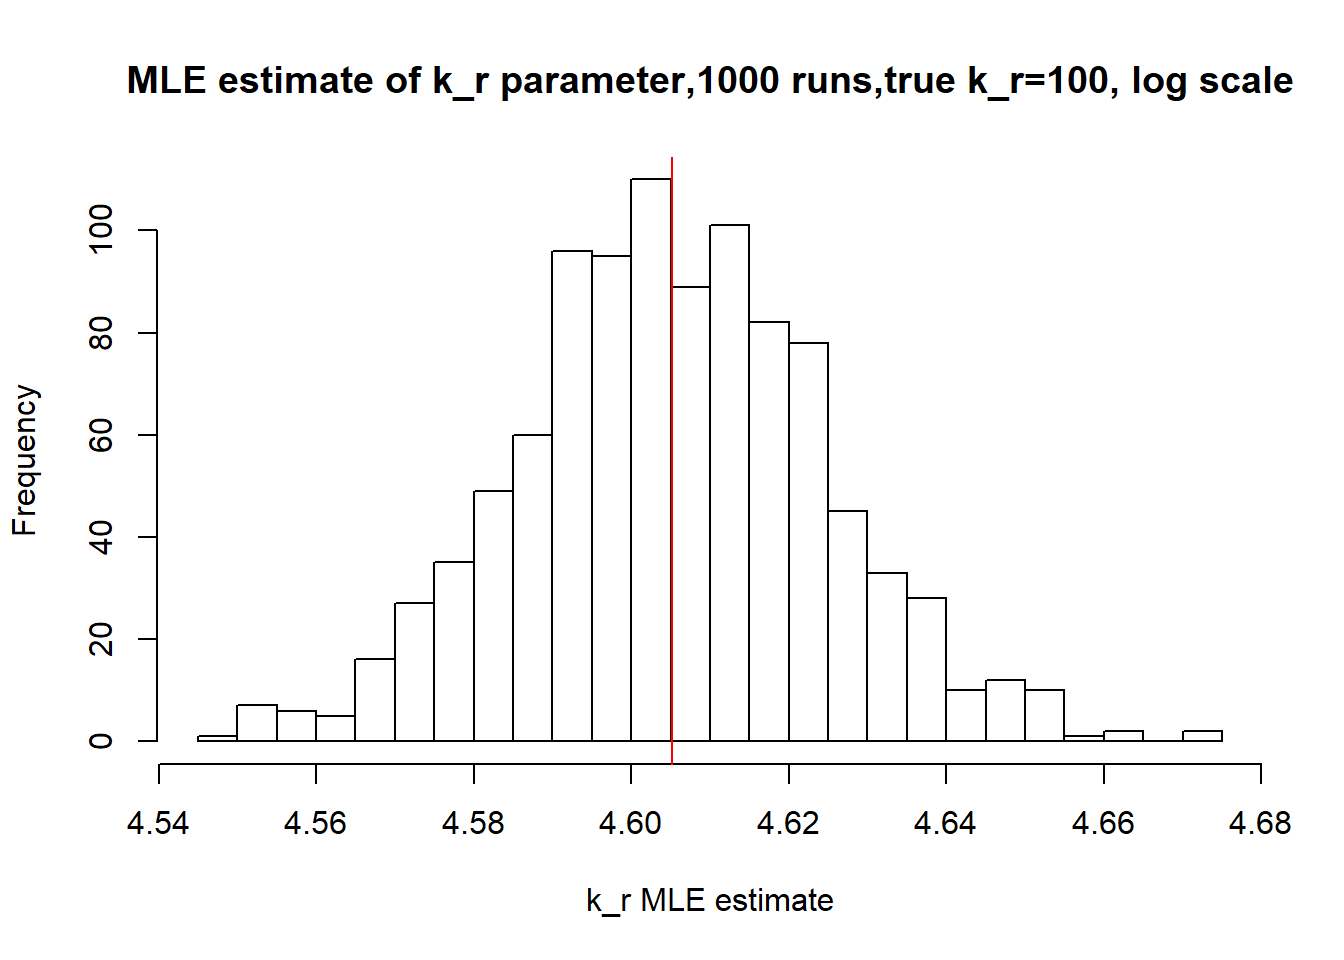 MLE estimate of k_r parameter,1000 runs,true k_r=100, log scale
Frequency
100
80
60
40
20
0
4.54 4.56 4.58 4.60 4.62 4.64 4.66 4.68
k_r MLE estimate